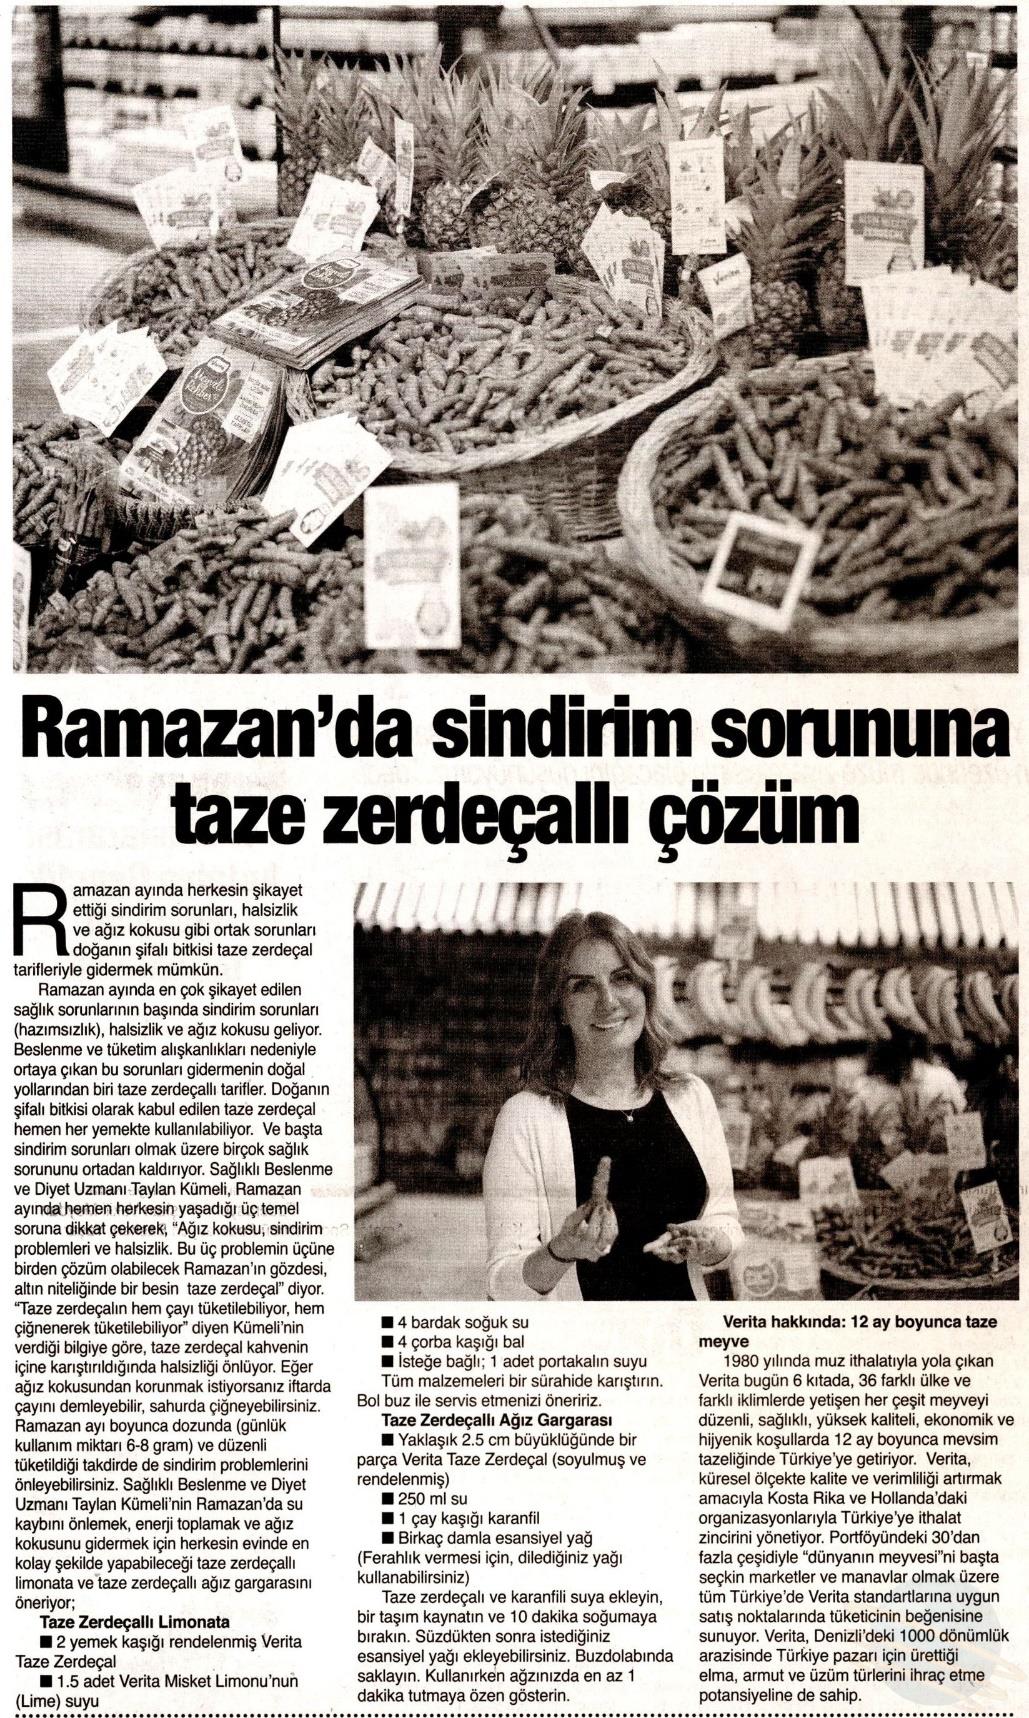 Verita
Ramazan’da sindirim sorununa
taze zerdeçallı çözüm
Ramazan ayında herkesin şikayet
ettiği sindirim sorunları, halsizlik
ve ağız kokusu gibi ortak sorunları
doğanın şifalı bitkisi taze zerdeçal
tarifleriyle gidermek mümkün.
Ramazan ayında en çok şikayet edilen
sağlık sorunlarının başında sindirim sorunları
(hazımsızlık), halsizlik ve ağız kokusu geliyor.
Beslenme ve tüketim alışkanlıkları nedeniyle
ortaya çıkan bu sorunları gidermenin doğal
yollarından biri taze zerdeçallı tarifler. Doğanın
şifalı bitkisi olarak kabul edilen taze zerdeçal
hemen her yemekte kullanılabiliyor. Ve başta
sindirim sorunları olmak üzere birçok sağlık
sorununu ortadan kaldırıyor. Sağlıklı Beslenme
ve Diyet Uzmanı Taylan Kümeli, Ramazan
ayında hemen herkesin yaşadığı üç temel
soruna dikkat çekerek, “Ağız kokusu, sindirim
problemleri ve halsizlik. Bu üç problemin üçüne
birden çözüm olabilecek Ramazan’ın gözdesi,
altın niteliğinde bir besin taze zerdeçal” diyor.
“Taze zerdeçalın hem çayı tüketilebiliyor, hem
çiğnenerek tüketilebiliyor” diyen Kümeli’nin
verdiği bilgiye göre, taze zerdeçal kahvenin
içine karıştırıldığında halsizliği önlüyor. Eğer
ağız kokusundan korunmak istiyorsanız iftarda
çayını demleyebilir, sahurda çiğneyebilirsiniz.
Ramazan ayı boyunca dozunda (günlük
kullanım miktarı 6-8 gram) ve düzenli
tüketildiği takdirde de sindirim problemlerini
önleyebilirsiniz. Sağlıklı Beslenme ve Diyet
Uzmanı Taylan Kümeli’nin Ramazan’da su
kaybını önlemek, enerji toplamak ve ağız
kokusunu gidermek için herkesin evinde en
kolay şekilde yapabileceği taze zerdeçallı
limonata ve taze zerdeçallı ağız gargarasını
öneriyor;
Taze Zerdeçallı Limonata
■ 2 yemek kaşığı rendelenmiş Verita
Taze Zerdeçal
■ 1.5 adet Verita Misket Limonu’nun
(Lime) suyu
■ 4 bardak soğuk su
■ 4 çorba kaşığı bal
■ İsteğe bağlı; 1 adet portakalın suyu
Tüm malzemeleri bir sürahide karıştırın.
Bol buz ile servis etmenizi öneririz.
Taze Zerdeçallı Ağız Gargarası
■ Yaklaşık 2.5 cm büyüklüğünde bir
parça Verita Taze Zerdeçal (soyulmuş ve
rendelenmiş)
■ 250 ml su
■ 1 çay kaşığı karanfil
■ Birkaç damla esansiyel yağ
(Ferahlık vermesi için, dilediğiniz yağı
kullanabilirsiniz)
Taze zerdeçalı ve karanfili suya ekleyin,
bir taşım kaynatın ve 10 dakika soğumaya
bırakın. Süzdükten sonra istediğiniz
esansiyel yağı ekleyebilirsiniz. Buzdolabında
saklayın. Kullanırken ağzınızda en az 1
dakika tutmaya özen gösterin.
Verita hakkında: 12 ay boyunca taze
meyve
1980 yılında muz ithalatıyla yola çıkan
Verita bugün 6 kıtada, 36 farklı ülke ve
farklı iklimlerde yetişen her çeşit meyveyi
düzenli, sağlıklı, yüksek kaliteli, ekonomik ve
hijyenik koşullarda 12 ay boyunca mevsim
tazeliğinde Türkiye’ye getiriyor. Verita,
küresel ölçekte kalite ve verimliliği artırmak
amacıyla Kosta Rika ve Hollanda’daki
organizasyonlarıyla Türkiye’ye ithalat
zincirini yönetiyor. Portföyündeki 30’dan
fazla çeşidiyle “dünyanın meyvesi”ni başta
seçkin marketler ve manavlar olmak üzere
tüm Türkiye’de Verita standartlarına uygun
satış noktalarında tüketicinin beğenisine
sunuyor. Verita, Denizli’deki 1000 dönümlük
arazisinde Türkiye pazarı için ürettiği
elma, armut ve üzüm türlerini ihraç etme
potansiyeline de sahip.